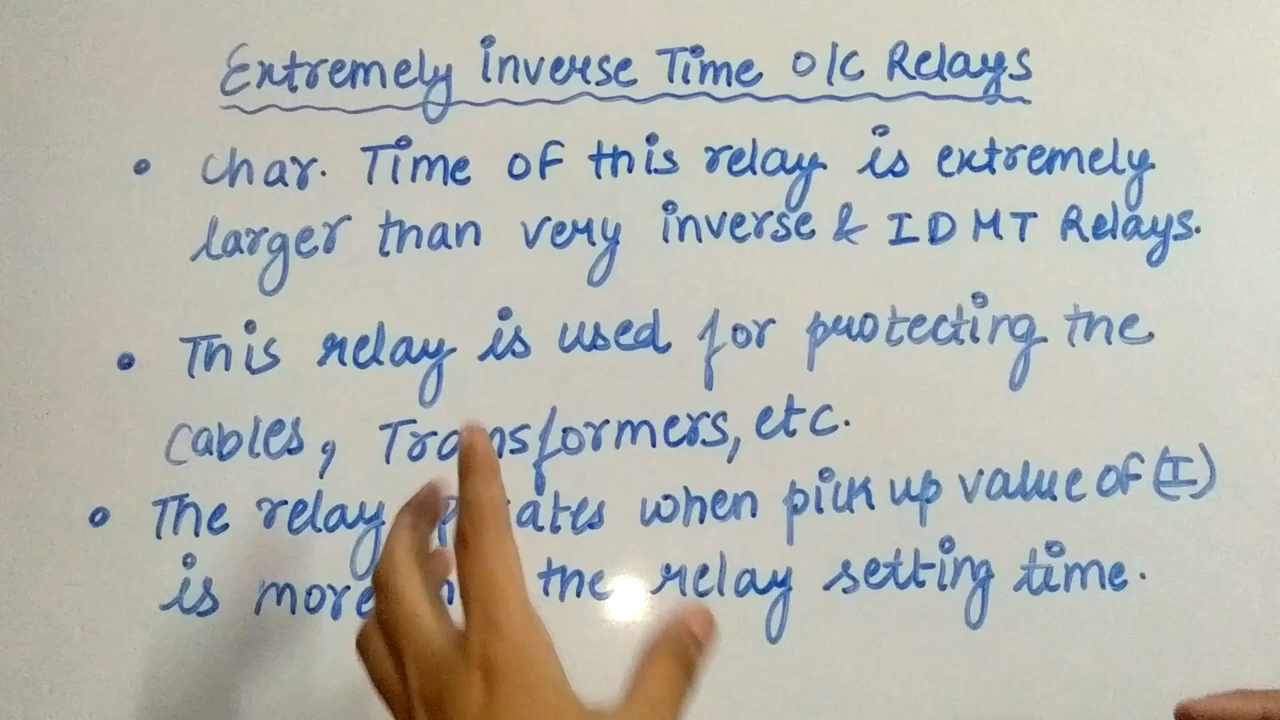 Extremely inverse Time O/C Relays
• Char. Time of this relay is extremely
larger than very inverse & IDMT Relays.
• This relay is used for protecting the
Cables, Transformers, etc.
• The relay when pick up value of (I)
is more the relay setting time.